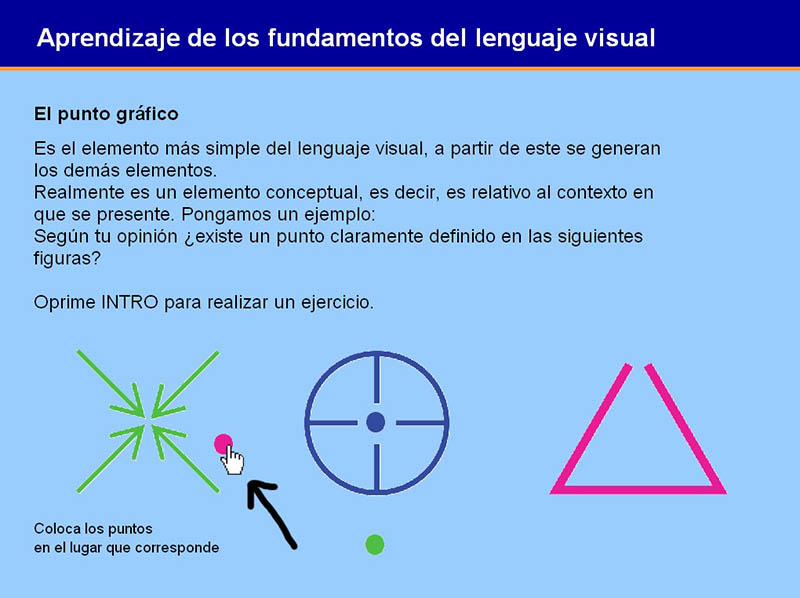 Aprendizaje de los fundamentos del lenguaje visual
El punto gráfico
Es el elemento más simple del lenguaje visual, a partir de este se generan
los demás elementos.
Realmente es un elemento conceptual, es decir, es relativo al contexto en
que se presente. Pongamos un ejemplo:
Según tu opinión ¿existe un punto claramente definido en las siguientes
figuras?
Oprime INTRO para realizar un ejercicio.
Coloca los puntos
en el lugar que corresponde